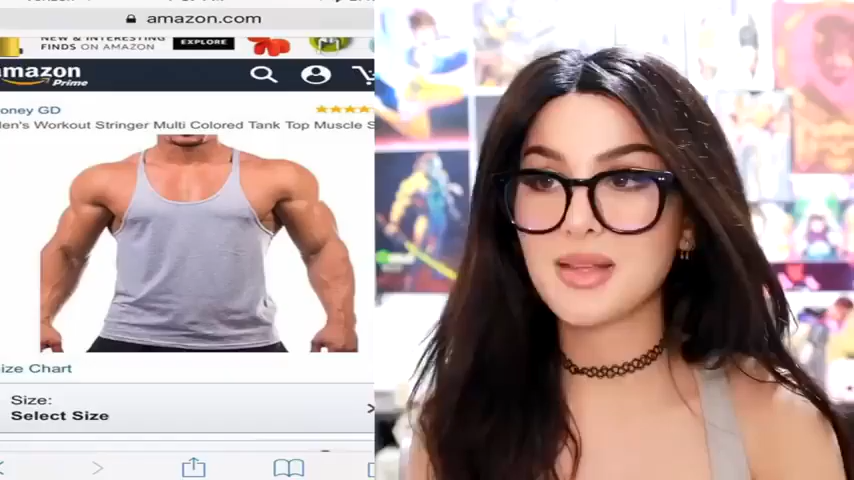 amazon.com
NEW & INTERESTING
FINDS ON AMAZON
EXPLORE
amazon
Prime
oney GD
en's Workout Stringer Multi Colored Tank Top Muscle S
ize Chart
Size:
Select Size